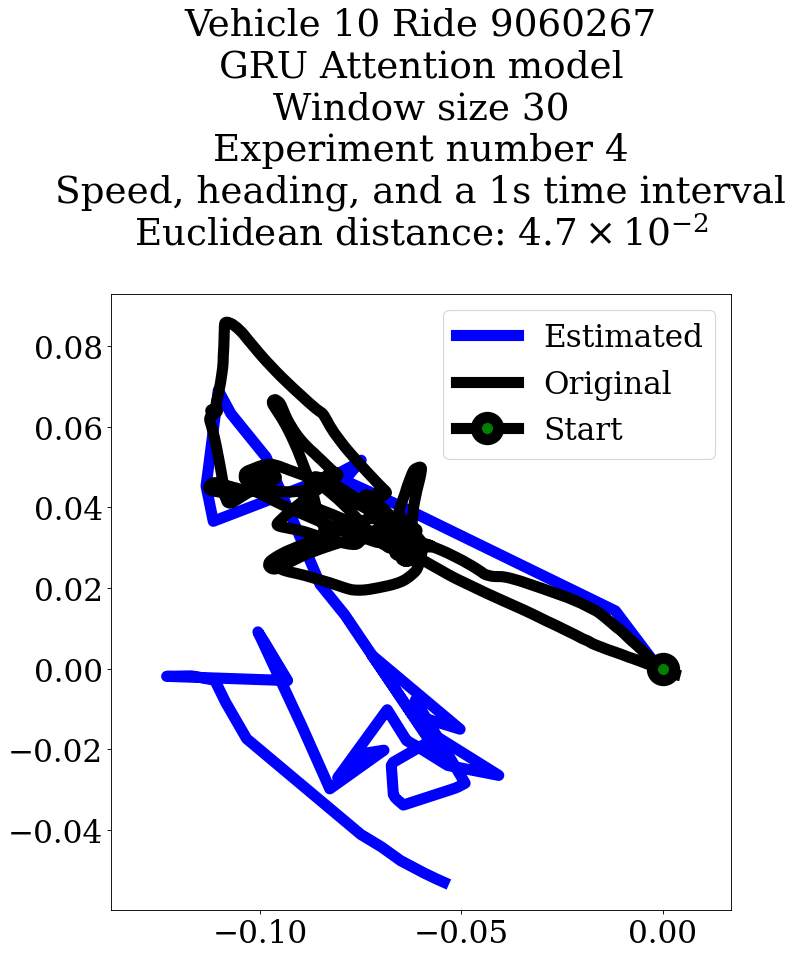 Vehicle 10 Ride 9060267
GRU Attention model
Window size 30
Experiment number 4
Speed, heading, and a 1s time interval
Euclidean distance: 4.7 × 10⁻²
Estimated
Original
Start
0.08
0.06
0.04
0.02
0.00
−0.02
−0.04
−0.10
−0.05
0.00